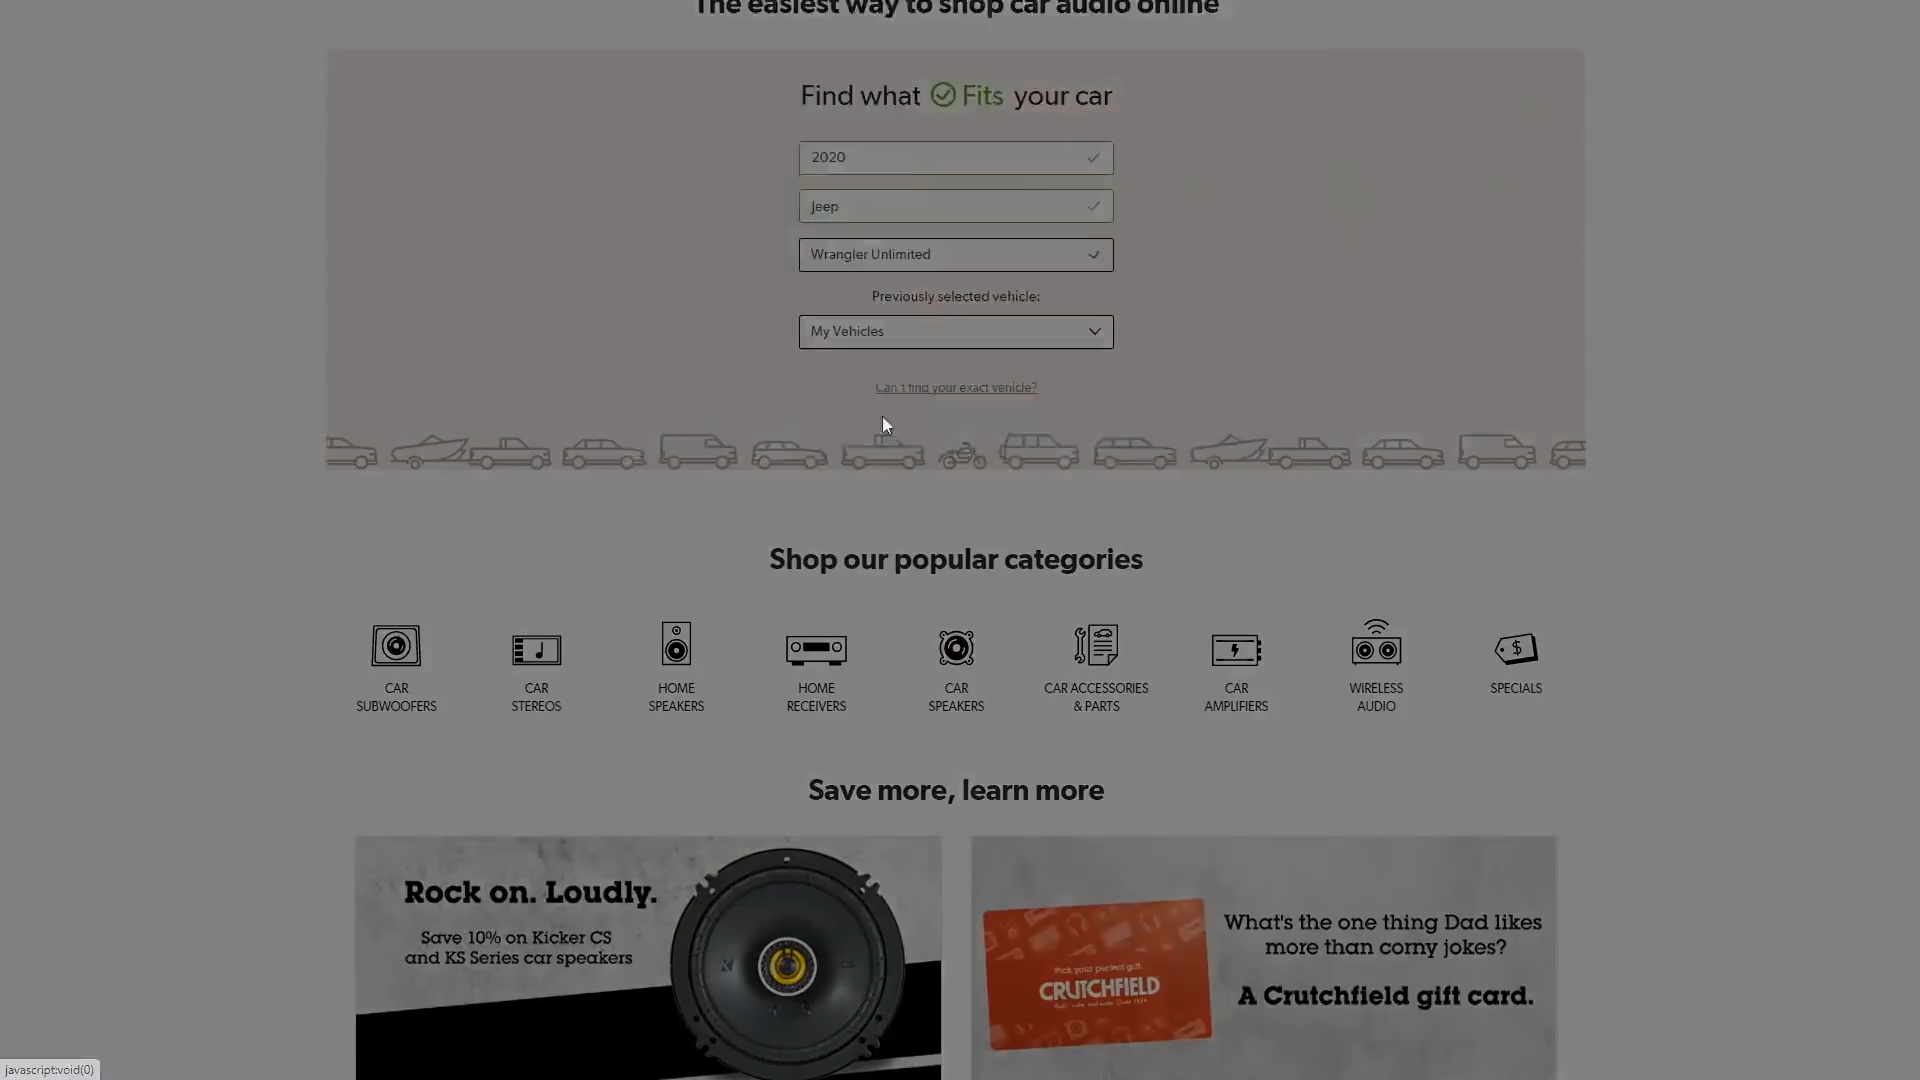 The easiest way to shop car audio online
Find what Fits your car
2020
Jeep
Wrangler Unlimited
Previously selected vehicle:
My Vehicles
Can't find your exact vehicle?
Shop our popular categories
CAR
SUBWOOFERS
CAR
STEREOS
HOME
SPEAKERS
HOME
RECEIVERS
CAR
SPEAKERS
CAR ACCESSORIES
& PARTS
CAR
AMPLIFIERS
WIRELESS
AUDIO
SPECIALS
Save more, learn more
Rock on. Loudly.
Save 10% on Kicker CS
and KS Series car speakers
Pick your perfect gift
CRUTCHFIELD
What's the one thing Dad likes
more than corny jokes?
A Crutchfield gift card.
javascript:void(0)